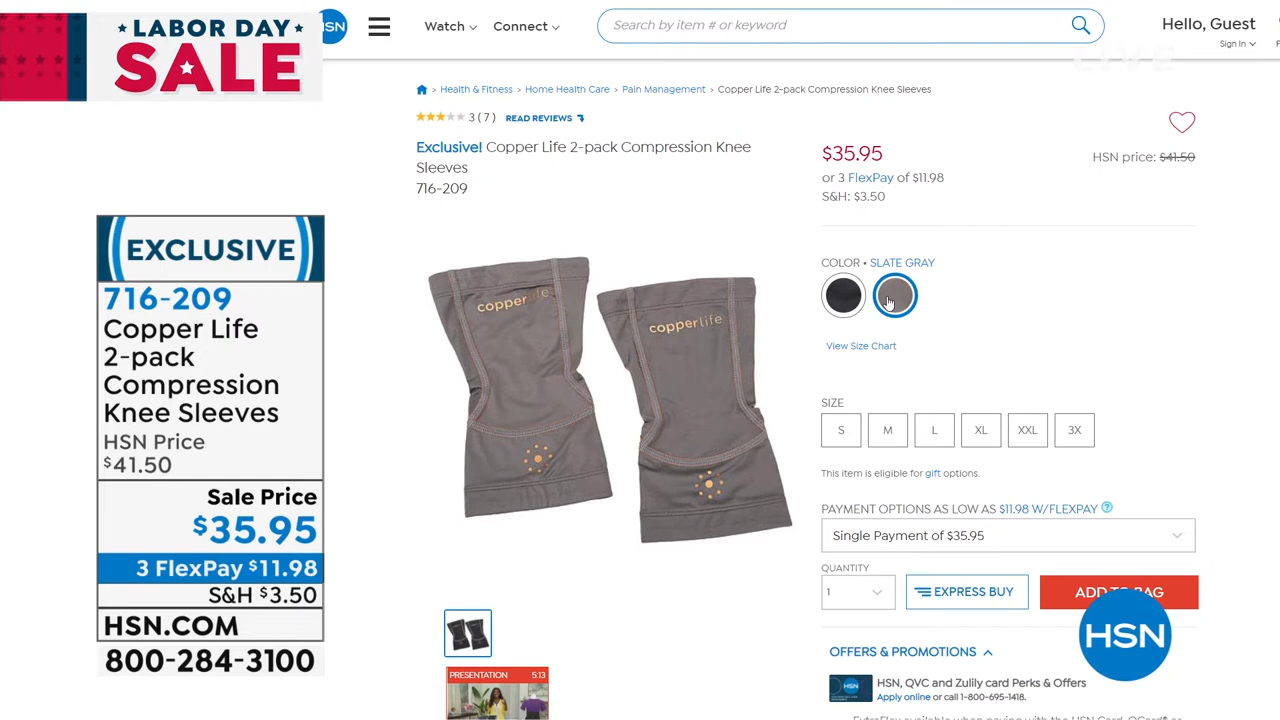 LABOR DAY
SALE
HSN
Watch
Connect
Search by item # or keyword
Hello, Guest
Sign In
LIVE
Health & Fitness > Home Health Care > Pain Management > Copper Life 2-pack Compression Knee Sleeves
3 ( 7 ) READ REVIEWS
Exclusive! Copper Life 2-pack Compression Knee
Sleeves
716-209
$35.95
HSN price: $41.50
or 3 FlexPay of $11.98
S&H: $3.50
EXCLUSIVE
716-209
Copper Life
2-pack
Compression
Knee Sleeves
HSN Price
$41.50
Sale Price
$35.95
3 FlexPay $11.98
S&H $3.50
HSN.COM
800-284-3100
copperlife
copperlife
COLOR • SLATE GRAY
View Size Chart
SIZE
S M L XL XXL 3X
This item is eligible for gift options.
PAYMENT OPTIONS AS LOW AS $11.98 W/FLEXPAY ?
Single Payment of $35.95
QUANTITY
1
EXPRESS BUY
ADD TO BAG
HSN
OFFERS & PROMOTIONS
HSN, QVC and Zulily card Perks & Offers
Apply online or call 1-800-695-1418.
PRESENTATION 5:13